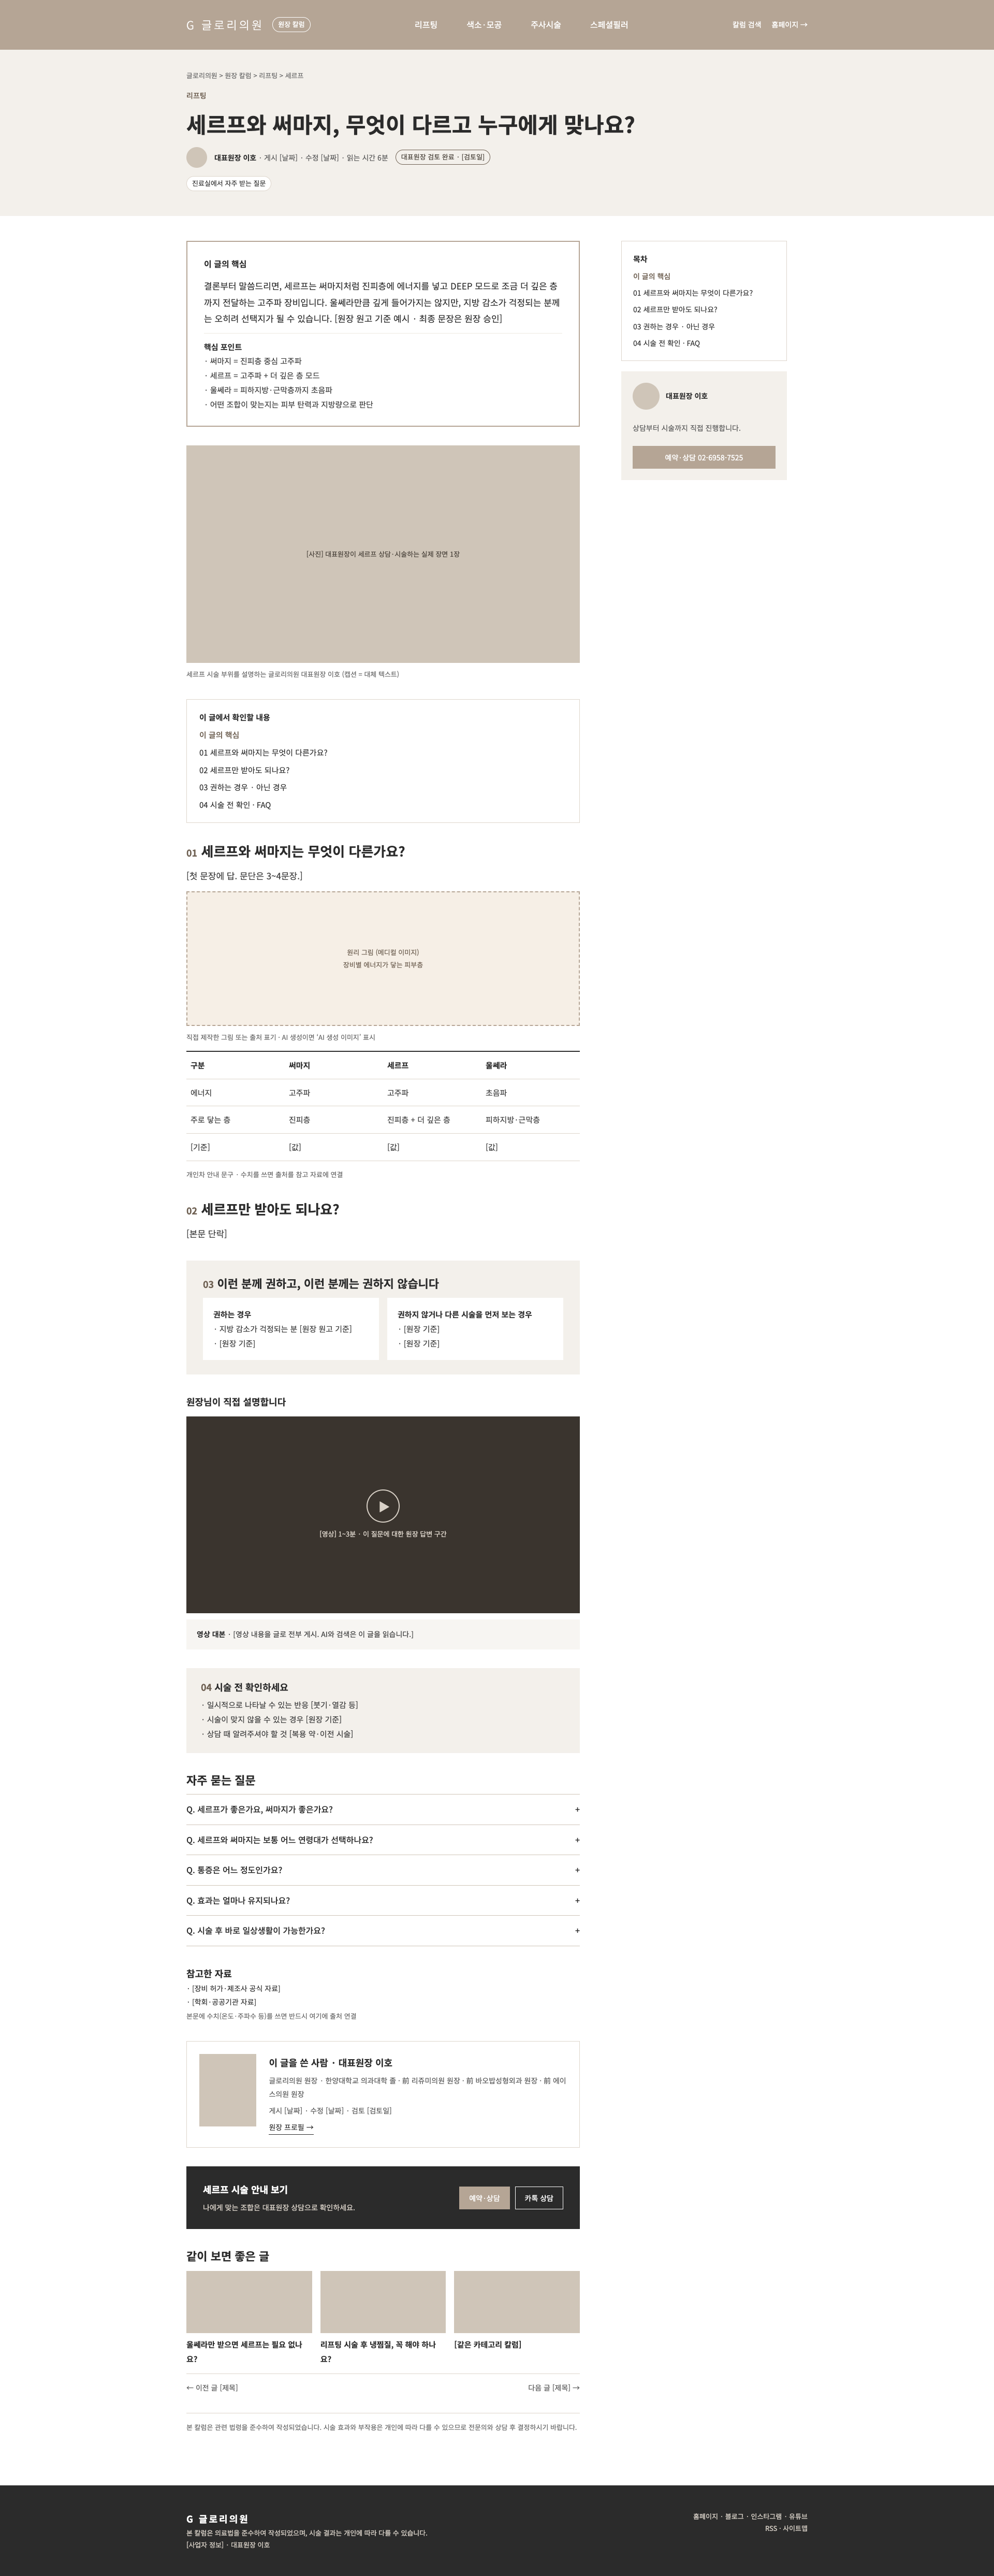 G 글로리의원
원장 칼럼
리프팅 색소·모공 주사시술 스페셜필러
칼럼 검색 홈페이지 →
글로리의원 > 원장 칼럼 > 리프팅 > 세르프
리프팅
세르프와 써마지, 무엇이 다르고 누구에게 맞나요?
대표원장 이호 · 게시 [날짜] · 수정 [날짜] · 읽는 시간 6분
대표원장 검토 완료 · [검토일]
진료실에서 자주 받는 질문
이 글의 핵심
결론부터 말씀드리면, 세르프는 써마지처럼 진피층에 에너지를 넣고 DEEP 모드로 조금 더 깊은 층
까지 전달하는 고주파 장비입니다. 울쎄라만큼 깊게 들어가지는 않지만, 지방 감소가 걱정되는 분께
는 오히려 선택지가 될 수 있습니다. [원장 원고 기준 예시 · 최종 문장은 원장 승인]
핵심 포인트
· 써마지 = 진피층 중심 고주파
· 세르프 = 고주파 + 더 깊은 층 모드
· 울쎄라 = 피하지방·근막층까지 초음파
· 어떤 조합이 맞는지는 피부 탄력과 지방량으로 판단
목차
이 글의 핵심
01 세르프와 써마지는 무엇이 다른가요?
02 세르프만 받아도 되나요?
03 권하는 경우 · 아닌 경우
04 시술 전 확인 · FAQ
대표원장 이호
상담부터 시술까지 직접 진행합니다.
예약·상담 02-6958-7525
[사진] 대표원장이 세르프 상담·시술하는 실제 장면 1장
세르프 시술 부위를 설명하는 글로리의원 대표원장 이호 (캡션 = 대체 텍스트)
이 글에서 확인할 내용
이 글의 핵심
01 세르프와 써마지는 무엇이 다른가요?
02 세르프만 받아도 되나요?
03 권하는 경우 · 아닌 경우
04 시술 전 확인 · FAQ
01 세르프와 써마지는 무엇이 다른가요?
[첫 문장에 답. 문단은 3~4문장.]
원리 그림 (메디컬 이미지)
장비별 에너지가 닿는 피부층
직접 제작한 그림 또는 출처 표기 · AI 생성이면 'AI 생성 이미지' 표시
구분 써마지 세르프 울쎄라
에너지 고주파 고주파 초음파
주로 닿는 층 진피층 진피층 + 더 깊은 층 피하지방·근막층
[기준] [값] [값] [값]
개인차 안내 문구 · 수치를 쓰면 출처를 참고 자료에 연결
02 세르프만 받아도 되나요?
[본문 단락]
03 이런 분께 권하고, 이런 분께는 권하지 않습니다
권하는 경우
· 지방 감소가 걱정되는 분 [원장 원고 기준]
· [원장 기준]
권하지 않거나 다른 시술을 먼저 보는 경우
· [원장 기준]
· [원장 기준]
원장님이 직접 설명합니다
[영상] 1~3분 · 이 질문에 대한 원장 답변 구간
영상 대본 · [영상 내용을 글로 전부 게시. AI와 검색은 이 글을 읽습니다.]
04 시술 전 확인하세요
· 일시적으로 나타날 수 있는 반응 [붓기·열감 등]
· 시술이 맞지 않을 수 있는 경우 [원장 기준]
· 상담 때 알려주셔야 할 것 [복용 약·이전 시술]
자주 묻는 질문
Q. 세르프가 좋은가요, 써마지가 좋은가요? +
Q. 세르프와 써마지는 보통 어느 연령대가 선택하나요? +
Q. 통증은 어느 정도인가요? +
Q. 효과는 얼마나 유지되나요? +
Q. 시술 후 바로 일상생활이 가능한가요? +
참고한 자료
· [장비 허가·제조사 공식 자료]
· [학회·공공기관 자료]
본문에 수치(온도·주파수 등)를 쓰면 반드시 여기에 출처 연결
이 글을 쓴 사람 · 대표원장 이호
글로리의원 원장 · 한양대학교 의과대학 졸 · 前 리쥬미의원 원장 · 前 바오밥성형외과 원장 · 前 에이
스의원 원장
게시 [날짜] · 수정 [날짜] · 검토 [검토일]
원장 프로필 →
세르프 시술 안내 보기
나에게 맞는 조합은 대표원장 상담으로 확인하세요.
예약·상담 카톡 상담
같이 보면 좋은 글
울쎄라만 받으면 세르프는 필요 없나
요?
리프팅 시술 후 냉찜질, 꼭 해야 하나
요?
[같은 카테고리 칼럼]
← 이전 글 [제목] 다음 글 [제목] →
본 칼럼은 관련 법령을 준수하여 작성되었습니다. 시술 효과와 부작용은 개인에 따라 다를 수 있으므로 전문의와 상담 후 결정하시기 바랍니다.
G 글로리의원
본 칼럼은 의료법을 준수하여 작성되었으며, 시술 결과는 개인에 따라 다를 수 있습니다.
[사업자 정보] · 대표원장 이호
홈페이지 · 블로그 · 인스타그램 · 유튜브
RSS · 사이트맵